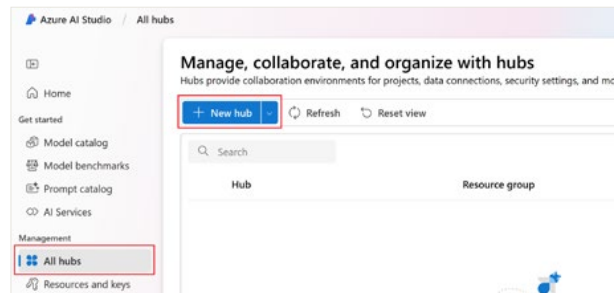 Azure AI Studio / All hubs
Home
Get started
Model catalog
Model benchmarks
Prompt catalog
AI Services
Management
All hubs
Resources and keys
Manage, collaborate, and organize with hubs
Hubs provide collaboration environments for projects, data connections, security settings, and mo
+ New hub
Refresh
Reset view
Search
Hub
Resource group